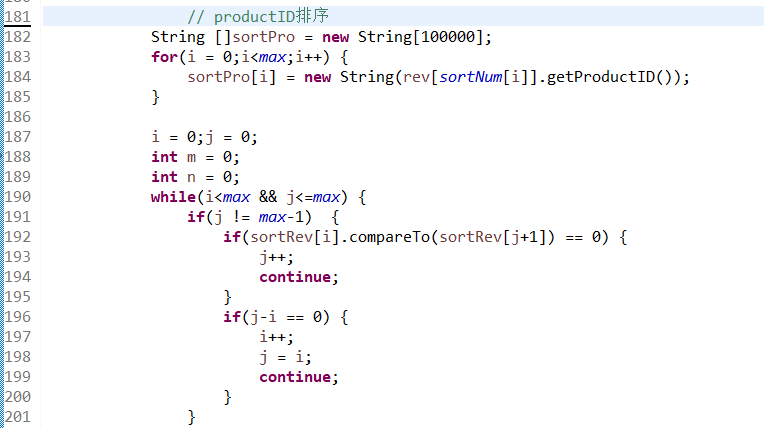 181 // productID排序
182 String []sortPro = new String[100000];
183 for(i = 0;i<max;i++) {
184 sortPro[i] = new String(rev[sortNum[i]].getProductID());
185 }
186
187 i = 0;j = 0;
188 int m = 0;
189 int n = 0;
190 while(i<max && j<=max) {
191 if(j != max-1)  {
192 if(sortRev[i].compareTo(sortRev[j+1]) == 0) {
193 j++;
194 continue;
195 }
196 if(j-i == 0) {
197 i++;
198 j = i;
199 continue;
200 }
201 }